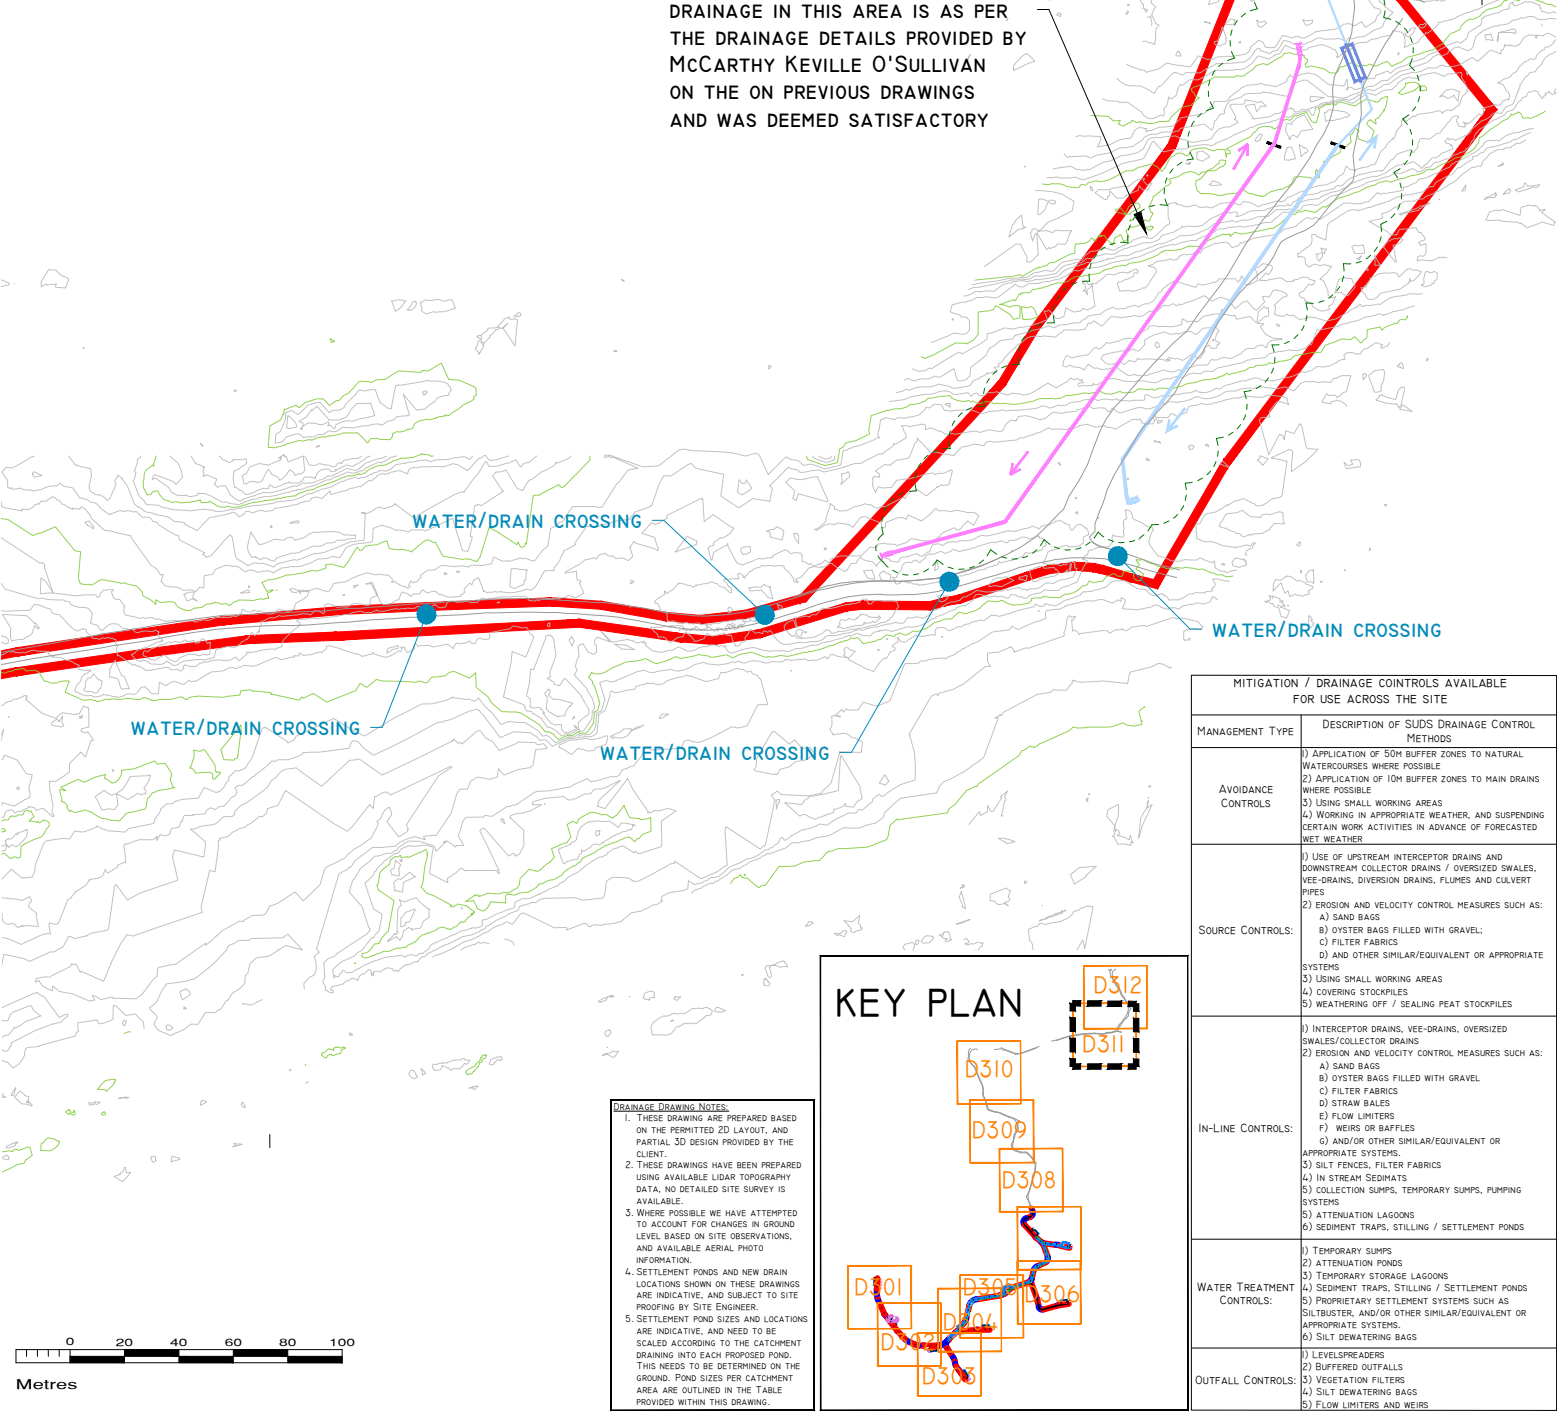 DRAINAGE IN THIS AREA IS AS PER
THE DRAINAGE DETAILS PROVIDED BY
MCCARTHY KEVILLE O'SULLIVAN
ON THE ON PREVIOUS DRAWINGS
AND WAS DEEMED SATISFACTORY
WATER/DRAIN CROSSING
WATER/DRAIN CROSSING
WATER/DRAIN CROSSING
WATER/DRAIN CROSSING
MITIGATION / DRAINAGE COINTROLS AVAILABLE
FOR USE ACROSS THE SITE
MANAGEMENT TYPE
DESCRIPTION OF SUDS DRAINAGE CONTROL
METHODS
AVOIDANCE
CONTROLS
1) APPLICATION OF 50M BUFFER ZONES TO NATURAL
WATERCOURSES WHERE POSSIBLE
2) APPLICATION OF 10M BUFFER ZONES TO MAIN DRAINS
WHERE POSSIBLE
3) USING SMALL WORKING AREAS
4) WORKING IN APPROPRIATE WEATHER, AND SUSPENDING
CERTAIN WORK ACTIVITIES IN ADVANCE OF FORECASTED
WET WEATHER
SOURCE CONTROLS:
1) USE OF UPSTREAM INTERCEPTOR DRAINS AND
DOWNSTREAM COLLECTOR DRAINS / OVERSIZED SWALES,
VEE-DRAINS, DIVERSION DRAINS, FLUMES AND CULVERT
PIPES
2) EROSION AND VELOCITY CONTROL MEASURES SUCH AS:
A) SAND BAGS
B) OYSTER BAGS FILLED WITH GRAVEL;
C) FILTER FABRICS
D) AND OTHER SIMILAR/EQUIVALENT OR APPROPRIATE
SYSTEMS
3) USING SMALL WORKING AREAS
4) COVERING STOCKPILES
5) WEATHERING OFF / SEALING PEAT STOCKPILES
IN-LINE CONTROLS:
1) INTERCEPTOR DRAINS, VEE-DRAINS, OVERSIZED
SWALES/COLLECTOR DRAINS
2) EROSION AND VELOCITY CONTROL MEASURES SUCH AS:
A) SAND BAGS
B) OYSTER BAGS FILLED WITH GRAVEL
C) FILTER FABRICS
D) STRAW BALES
E) FLOW LIMITERS
F) WEIRS OR BAFFLES
G) AND/OR OTHER SIMILAR/EQUIVALENT OR
APPROPRIATE SYSTEMS.
3) SILT FENCES, FILTER FABRICS
4) IN STREAM SEDIMATS
5) COLLECTION SUMPS, TEMPORARY SUMPS, PUMPING
SYSTEMS
5) ATTENUATION LAGOONS
6) SEDIMENT TRAPS, STILLING / SETTLEMENT PONDS
WATER TREATMENT
CONTROLS:
1) TEMPORARY SUMPS
2) ATTENUATION PONDS
3) TEMPORARY STORAGE LAGOONS
4) SEDIMENT TRAPS, STILLING / SETTLEMENT PONDS
5) PROPRIETARY SETTLEMENT SYSTEMS SUCH AS
SILTBUSTER, AND/OR OTHER SIMILAR/EQUIVALENT OR
APPROPRIATE SYSTEMS.
6) SILT DEWATERING BAGS
OUTFALL CONTROLS:
1) LEVELSPREADERS
2) BUFFERED OUTFALLS
3) VEGETATION FILTERS
4) SILT DEWATERING BAGS
5) FLOW LIMITERS AND WEIRS
KEY PLAN
D312
D311
D310
D309
D308
D306
D305
D304
D303
D302
D301
DRAINAGE DRAWING NOTES:
1. THESE DRAWING ARE PREPARED BASED
ON THE PERMITTED 2D LAYOUT, AND
PARTIAL 3D DESIGN PROVIDED BY THE
CLIENT.
2. THESE DRAWINGS HAVE BEEN PREPARED
USING AVAILABLE LIDAR TOPOGRAPHY
DATA, NO DETAILED SITE SURVEY IS
AVAILABLE.
3. WHERE POSSIBLE WE HAVE ATTEMPTED
TO ACCOUNT FOR CHANGES IN GROUND
LEVEL BASED ON SITE OBSERVATIONS,
AND AVAILABLE AERIAL PHOTO
INFORMATION.
4. SETTLEMENT PONDS AND NEW DRAIN
LOCATIONS SHOWN ON THESE DRAWINGS
ARE INDICATIVE, AND SUBJECT TO SITE
PROOFING BY SITE ENGINEER.
5. SETTLEMENT POND SIZES AND LOCATIONS
ARE INDICATIVE, AND NEED TO BE
SCALED ACCORDING TO THE CATCHMENT
DRAINING INTO EACH PROPOSED POND.
THIS NEEDS TO BE DETERMINED ON THE
GROUND. POND SIZES PER CATCHMENT
AREA ARE OUTLINED IN THE TABLE
PROVIDED WITHIN THIS DRAWING.
0 20 40 60 80 100
Metres